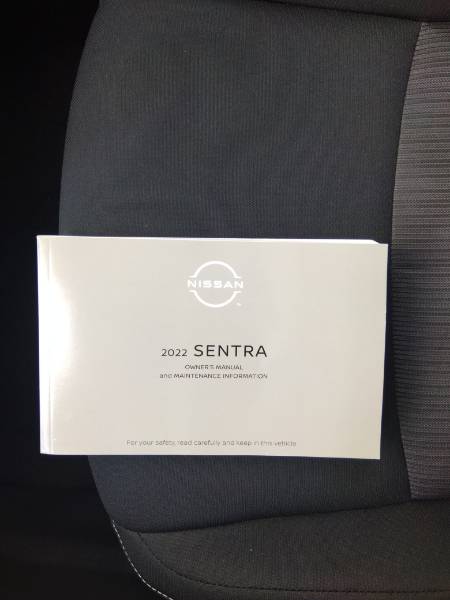 NISSAN
2022 SENTRA
OWNER'S MANUAL
and MAINTENANCE INFORMATION
For your safety, read carefully and keep in this vehicle.